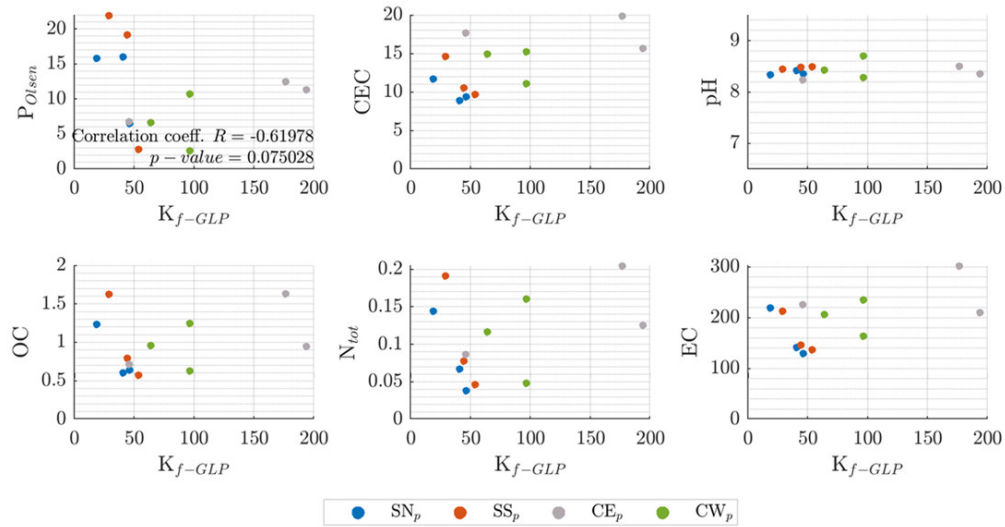 20
15
10
5
0
P_Olsen
Correlation coeff. R = -0.61978
p − value = 0.075028
0 50 100 150 200
K_f−GLP
20
15
10
5
0
CEC
0 50 100 150 200
K_f−GLP
9
8
7
pH
0 50 100 150 200
K_f−GLP
2
1.5
1
0.5
0
OC
0 50 100 150 200
K_f−GLP
0.2
0.15
0.1
0.05
0
N_tot
0 50 100 150 200
K_f−GLP
300
200
100
0
EC
0 50 100 150 200
K_f−GLP
SN_p SS_p CE_p CW_p